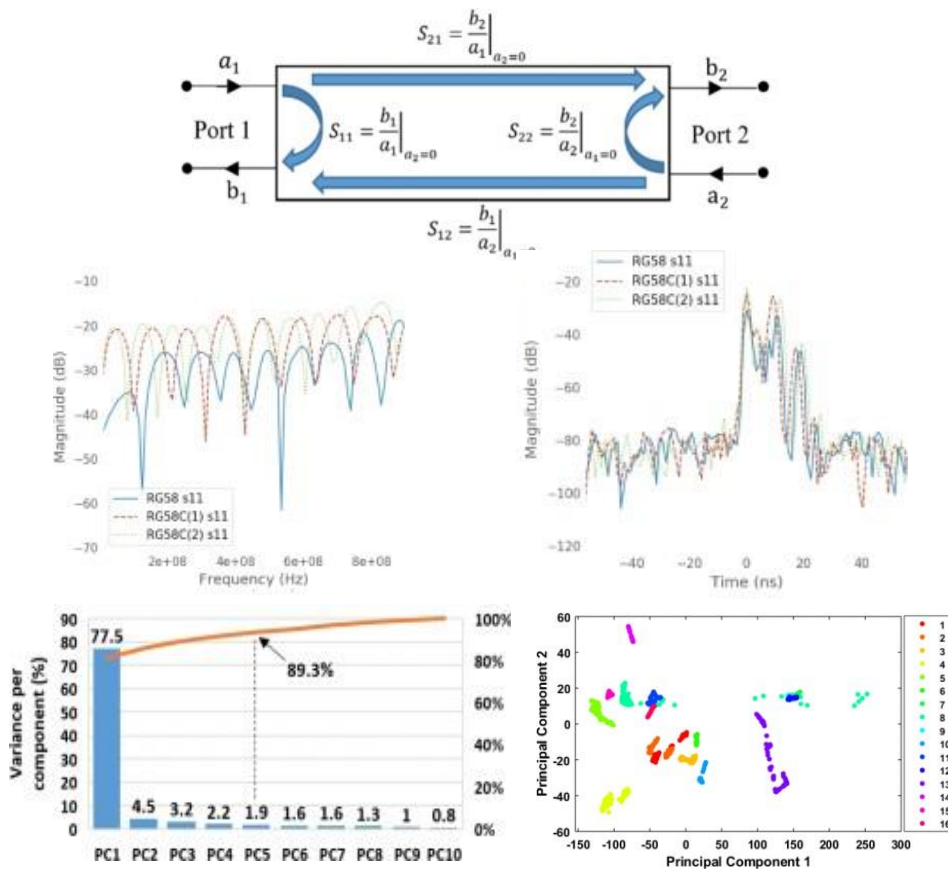 S₂₁ = b₂/a₁|ₐ₂₌₀
a₁
b₂
Port 1
S₁₁ = b₁/a₁|ₐ₂₌₀
S₂₂ = b₂/a₂|ₐ₁₌₀
Port 2
b₁
a₂
S₁₂ = b₁/a₂|ₐ₁₌₀
−10
−20
−30
−40
−50
−60
−70
Magnitude (dB)
RG58 s11
RG58C(1) s11
RG58C(2) s11
2e+08
4e+08
6e+08
8e+08
Frequency (Hz)
RG58 s11
RG58C(1) s11
RG58C(2) s11
−20
−40
−60
−80
−100
−120
Magnitude (dB)
−40
−20
0
20
40
Time (ns)
90
80
70
60
50
40
30
20
10
0
Variance per
component (%)
77.5
4.5
3.2
2.2
1.9
1.6
1.6
1.3
1
0.8
89.3%
100%
80%
60%
40%
20%
0%
PC1 PC2 PC3 PC4 PC5 PC6 PC7 PC8 PC9 PC10
60
40
20
0
-20
-40
-60
Principal Component 2
-150 -100 -50 0 50 100 150 200 250 300
Principal Component 1
1
2
3
4
5
6
7
8
9
10
11
12
13
14
15
16